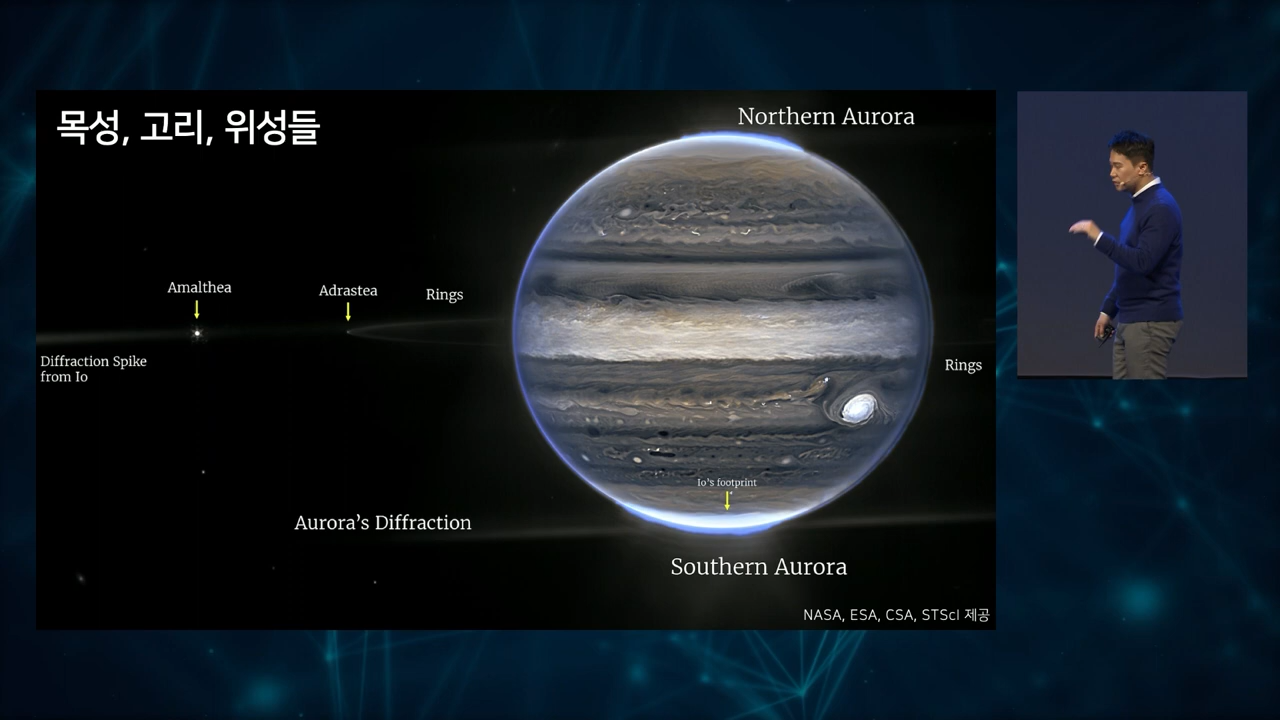 목성, 고리, 위성들
Northern Aurora
Amalthea
Adrastea
Rings
Diffraction Spike
from Io
Rings
Io's footprint
Aurora’s Diffraction
Southern Aurora
NASA, ESA, CSA, STScI 제공